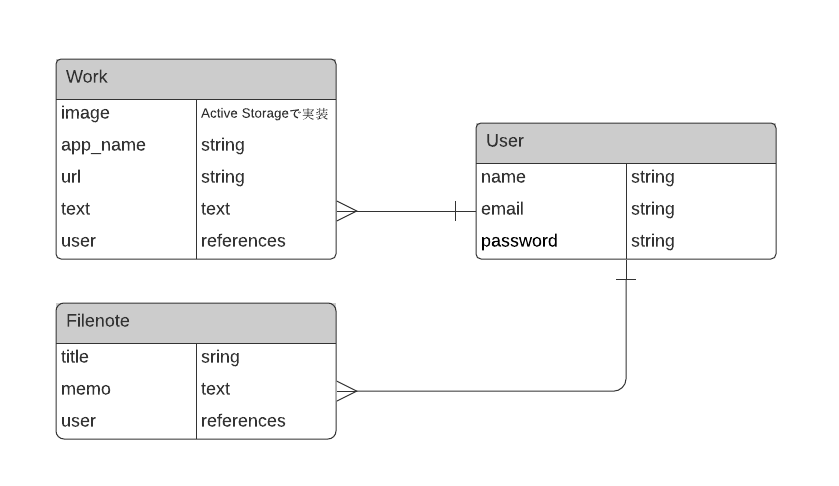 Work
image Active Storageで実装
app_name string
url string
text text
user references
User
name string
email string
password string
Filenote
title sring
memo text
user references